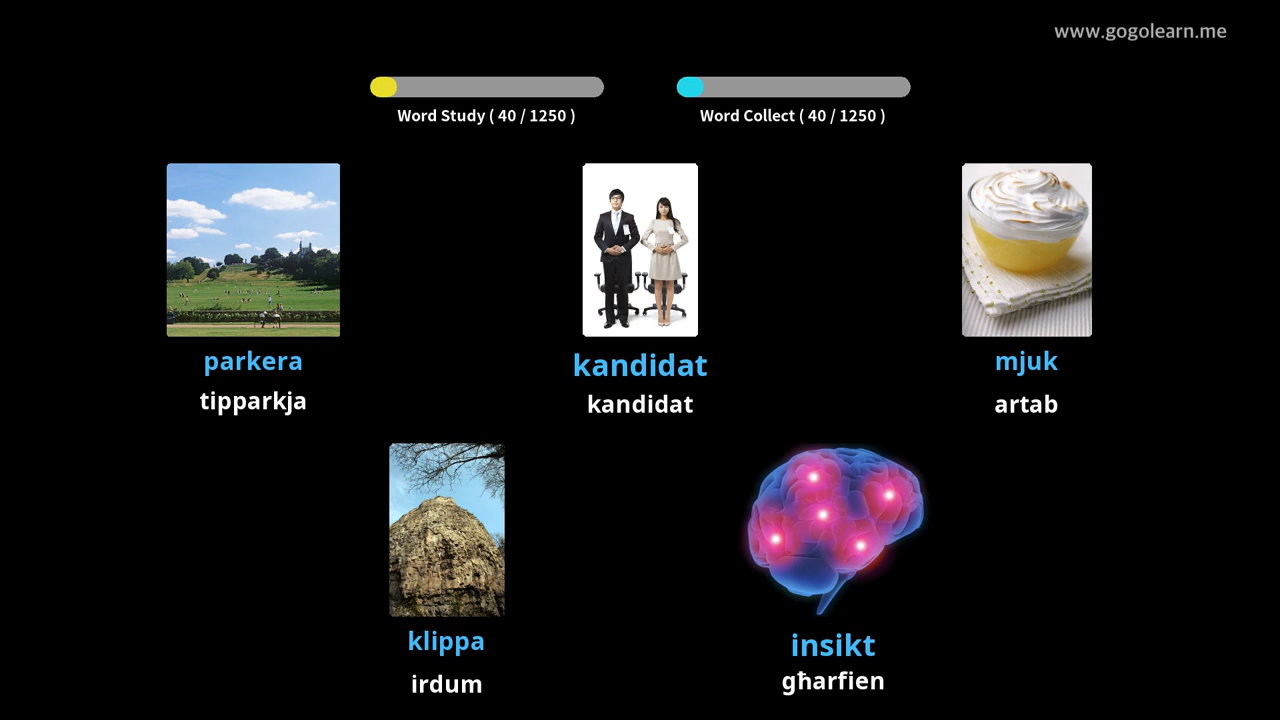 www.gogolearn.me
Word Study ( 40 / 1250 )
Word Collect ( 40 / 1250 )
parkera
tipparkja
kandidat
kandidat
mjuk
artab
klippa
irdum
insikt
għarfien